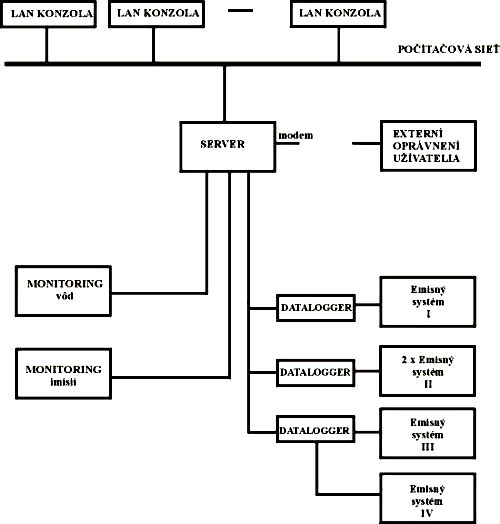 LAN KONZOLA
LAN KONZOLA
LAN KONZOLA
POČÍTAČOVÁ SIEŤ
SERVER
modem
EXTERNÍ
OPRÁVNENÍ
UŽÍVATELIA
MONITORING
vôd
MONITORING
imisií
DATALOGGER
Emisný
systém
I
DATALOGGER
2 x Emisný
systém
II
DATALOGGER
Emisný
systém
III
Emisný
systém
IV